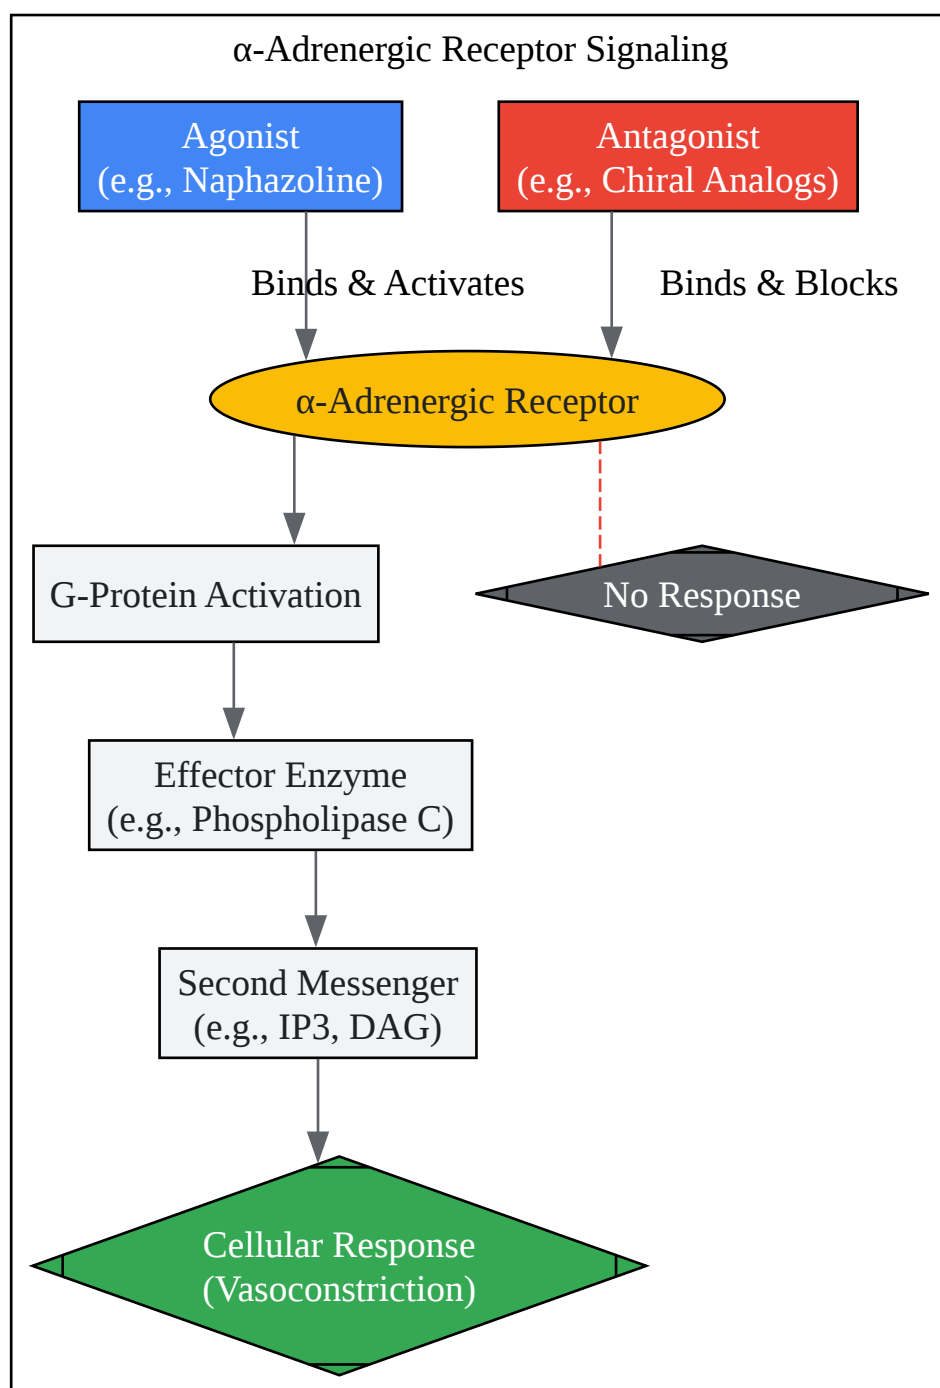 α-Adrenergic Receptor Signaling
Agonist
(e.g., Naphazoline)
Antagonist
(e.g., Chiral Analogs)
Binds & Activates
Binds & Blocks
α-Adrenergic Receptor
G-Protein Activation
No Response
Effector Enzyme
(e.g., Phospholipase C)
Second Messenger
(e.g., IP3, DAG)
Cellular Response
(Vasoconstriction)